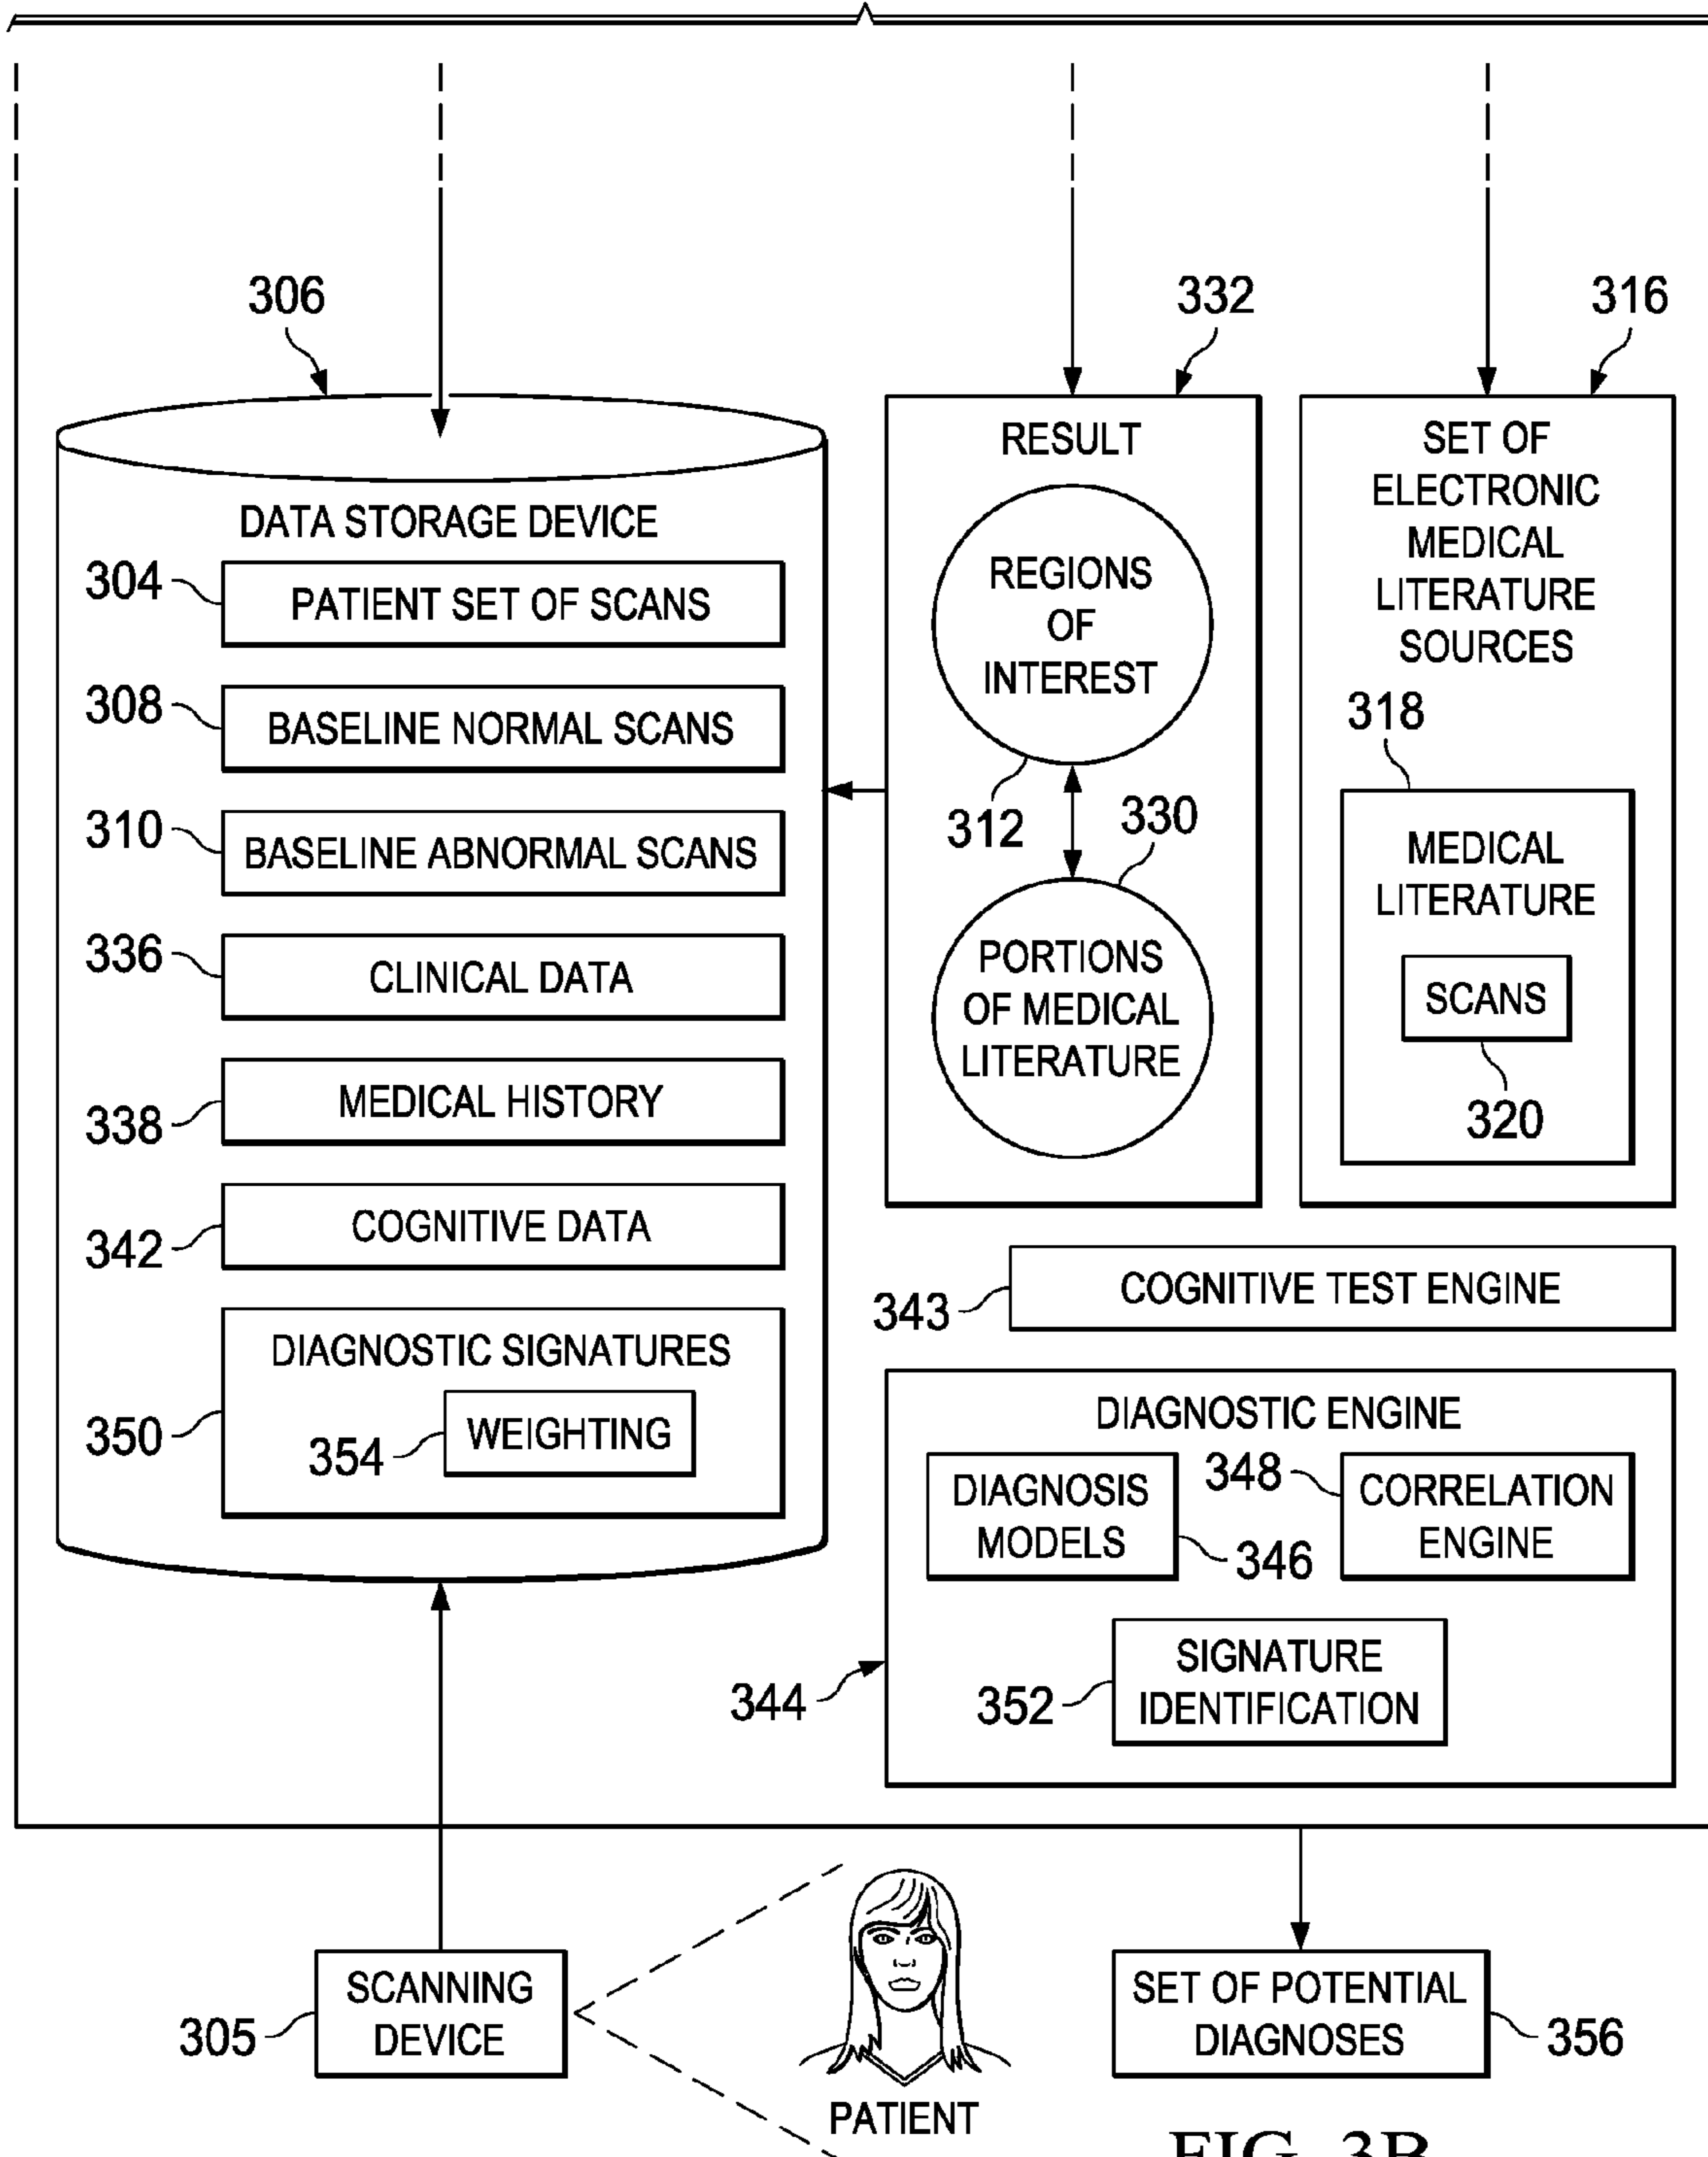 306
332
316
DATA STORAGE DEVICE
304
PATIENT SET OF SCANS
308
BASELINE NORMAL SCANS
310
BASELINE ABNORMAL SCANS
336
CLINICAL DATA
338
MEDICAL HISTORY
342
COGNITIVE DATA
DIAGNOSTIC SIGNATURES
350
354
WEIGHTING
RESULT
REGIONS
OF
INTEREST
312
330
PORTIONS
OF MEDICAL
LITERATURE
SET OF
ELECTRONIC
MEDICAL
LITERATURE
SOURCES
318
MEDICAL
LITERATURE
SCANS
320
343
COGNITIVE TEST ENGINE
DIAGNOSTIC ENGINE
DIAGNOSIS
MODELS
346
348
CORRELATION
ENGINE
344
352
SIGNATURE
IDENTIFICATION
305
SCANNING
DEVICE
PATIENT
SET OF POTENTIAL
DIAGNOSES
356
FIG. 3B